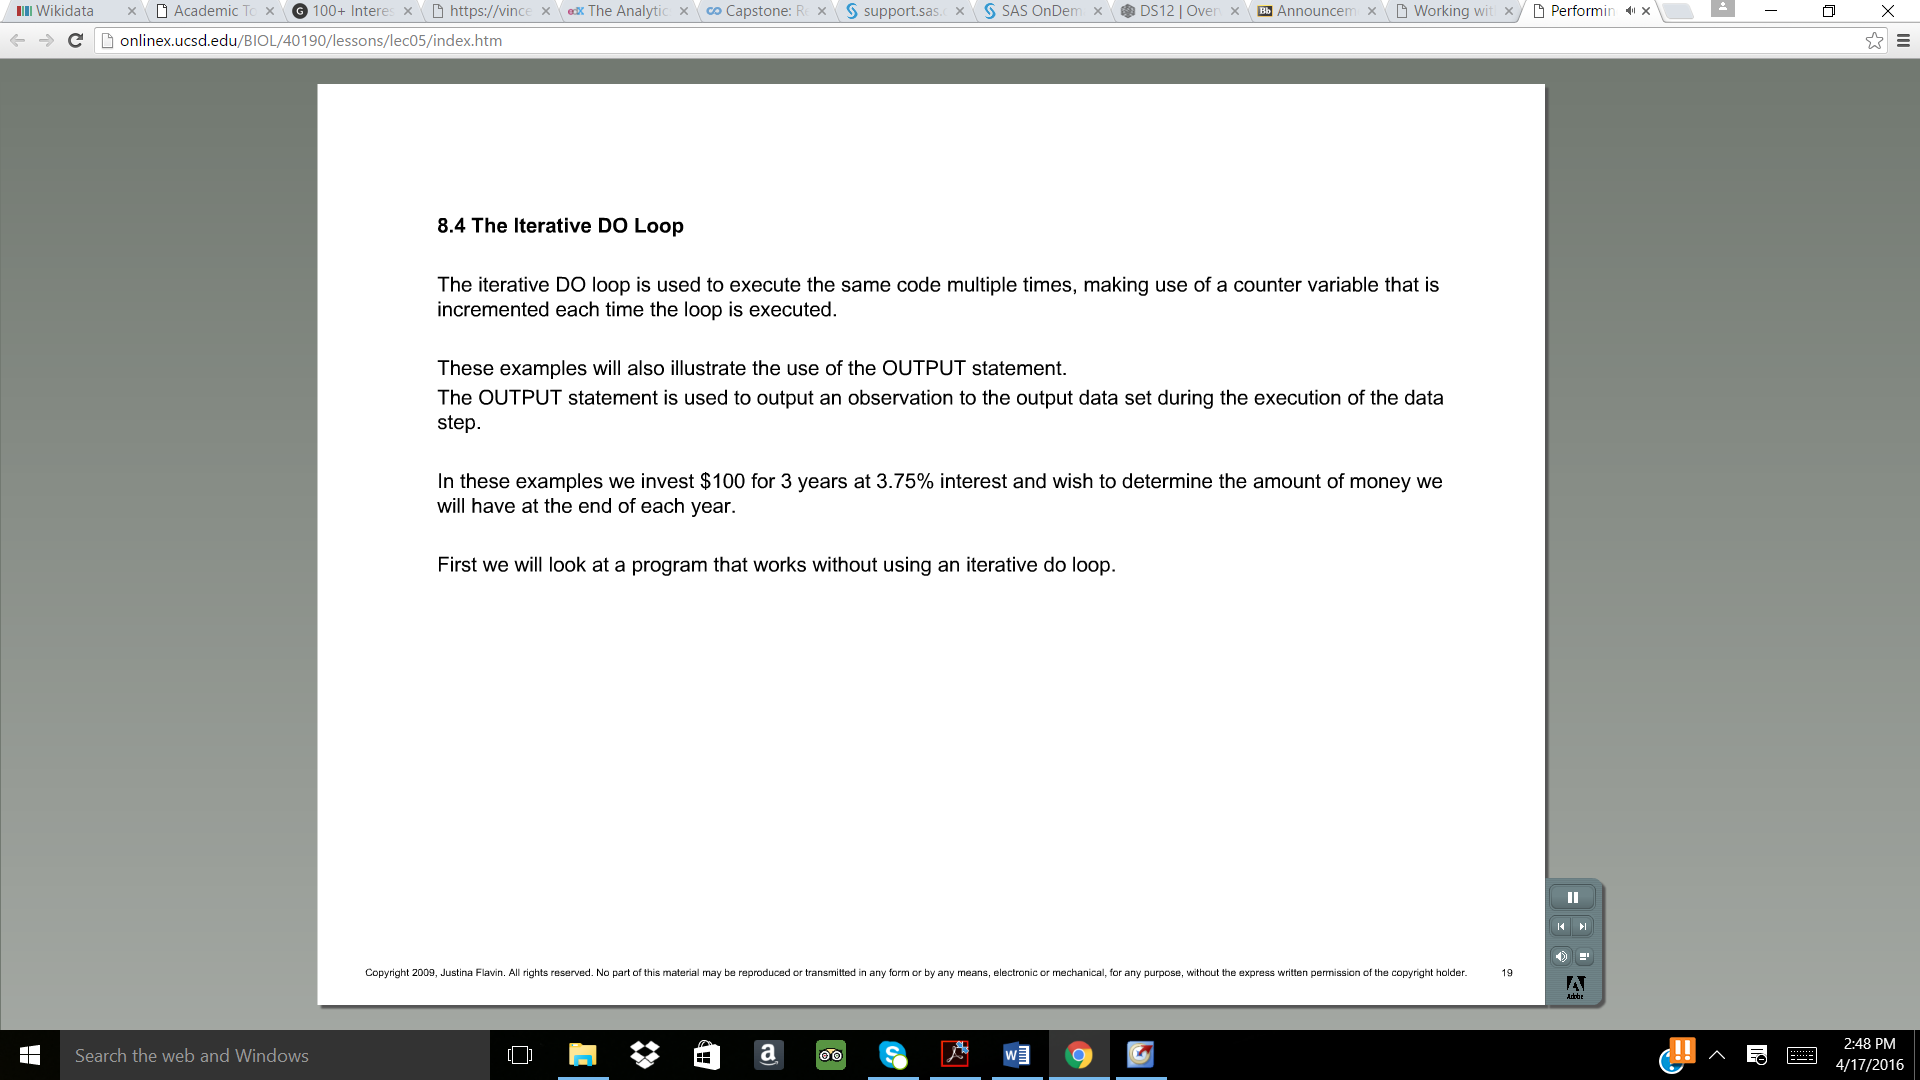 Wikidata
Academic To
100+ Interes
https://vince
The Analytic
Capstone: R
support.sas.
SAS OnDem
DS12 | Over
Bb Announcem
Working wit
Performin
onlinex.ucsd.edu/BIOL/40190/lessons/lec05/index.htm
8.4 The Iterative DO Loop
The iterative DO loop is used to execute the same code multiple times, making use of a counter variable that is
incremented each time the loop is executed.
These examples will also illustrate the use of the OUTPUT statement.
The OUTPUT statement is used to output an observation to the output data set during the execution of the data
step.
In these examples we invest $100 for 3 years at 3.75% interest and wish to determine the amount of money we
will have at the end of each year.
First we will look at a program that works without using an iterative do loop.
Copyright 2009, Justina Flavin. All rights reserved. No part of this material may be reproduced or transmitted in any form or by any means, electronic or mechanical, for any purpose, without the express written permission of the copyright holder. 19
Adobe
Search the web and Windows
2:48 PM
4/17/2016